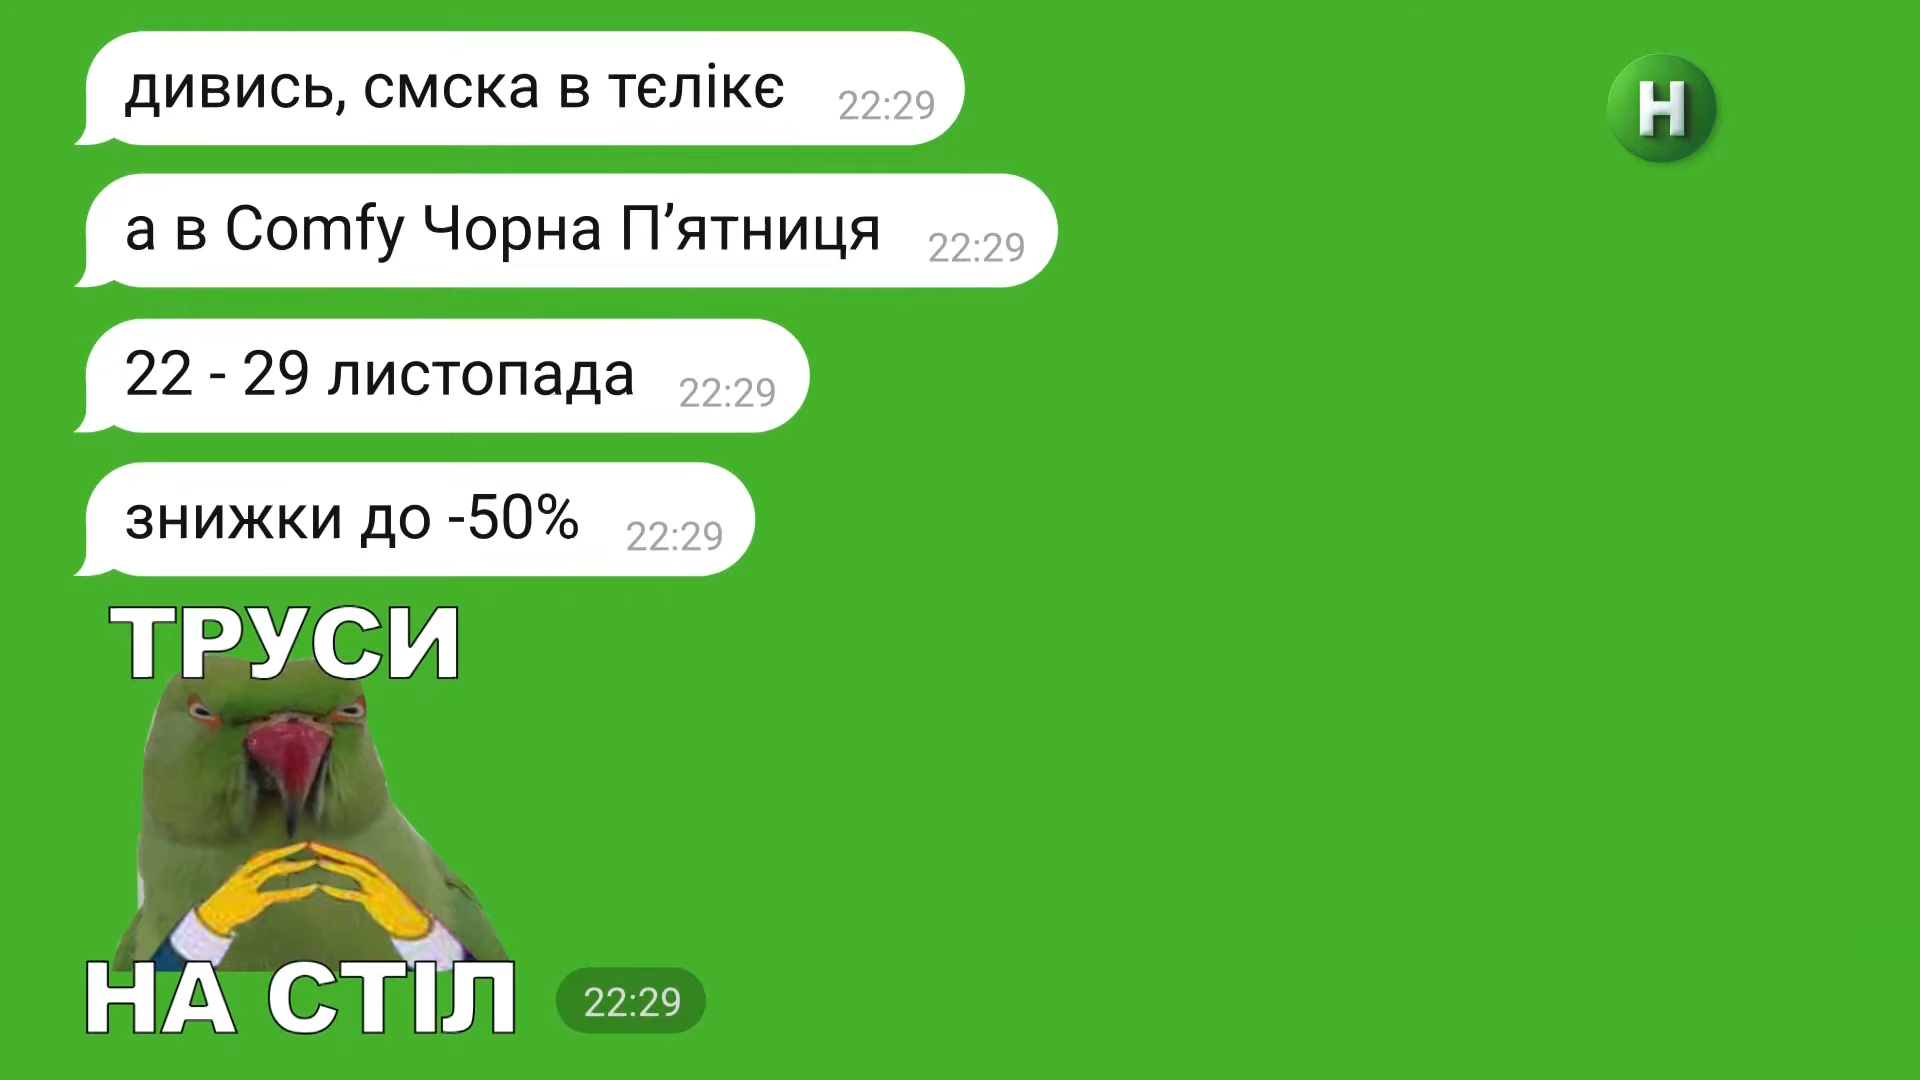 дивись, смска в тєлікє 22:29
H
а в Comfy Чорна П’ятниця 22:29
22 - 29 листопада 22:29
знижки до -50% 22:29
ТРУСИ
НА СТІЛ 22:29